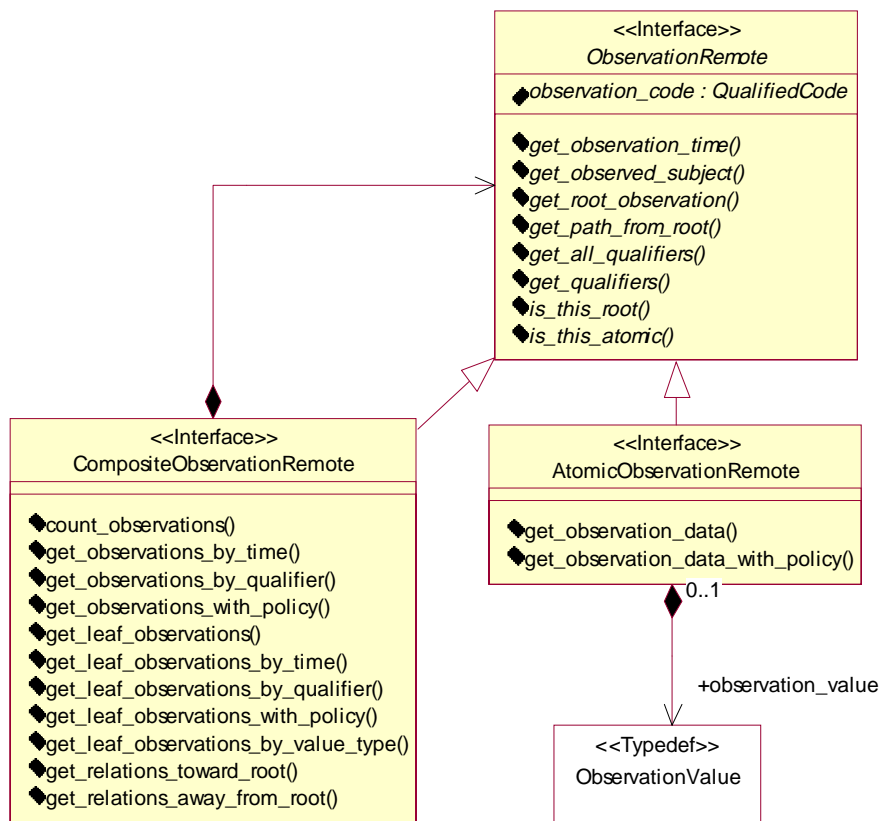 <<Interface>>
ObservationRemote
observation_code : QualifiedCode
get_observation_time()
get_observed_subject()
get_root_observation()
get_path_from_root()
get_all_qualifiers()
get_qualifiers()
is_this_root()
is_this_atomic()
<<Interface>>
CompositeObservationRemote
count_observations()
get_observations_by_time()
get_observations_by_qualifier()
get_observations_with_policy()
get_leaf_observations()
get_leaf_observations_by_time()
get_leaf_observations_by_qualifier()
get_leaf_observations_with_policy()
get_leaf_observations_by_value_type()
get_relations_toward_root()
get_relations_away_from_root()
<<Interface>>
AtomicObservationRemote
get_observation_data()
get_observation_data_with_policy()
0..1
+observation_value
<<Typedef>>
ObservationValue